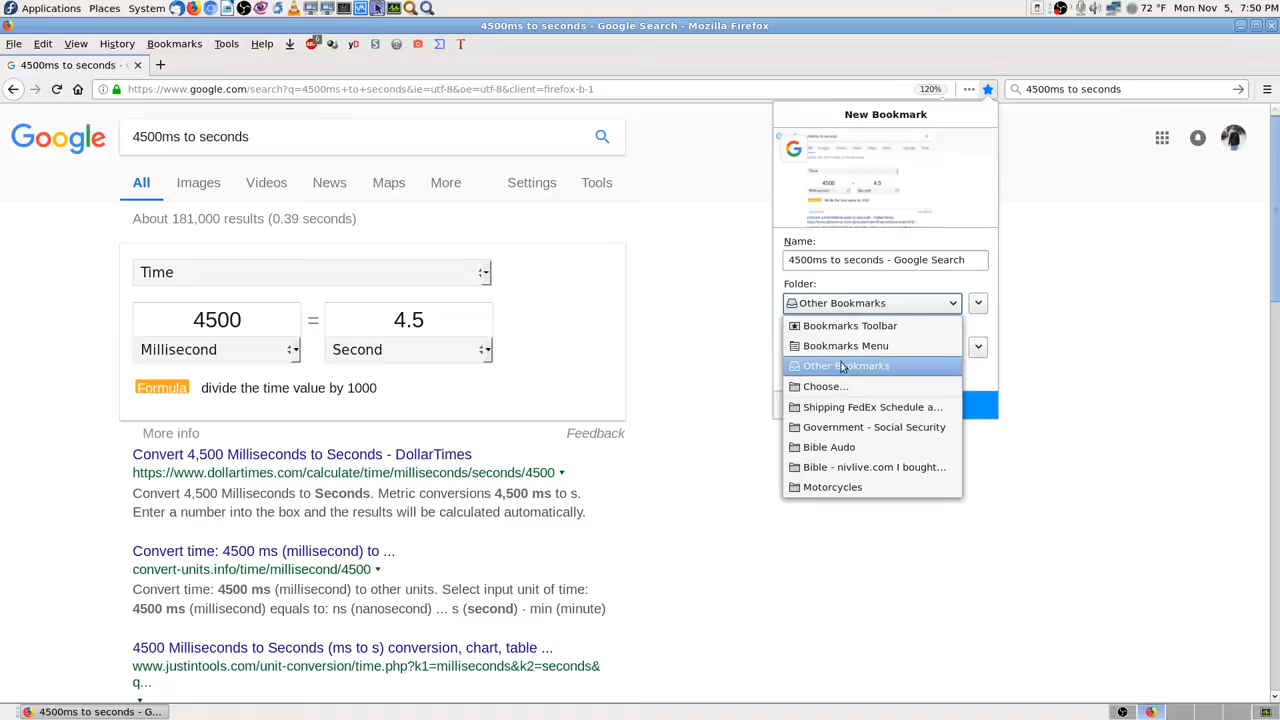 Applications Places System 72 °F Mon Nov 5, 7:50 PM
4500ms to seconds - Google Search - Mozilla Firefox
File Edit View History Bookmarks Tools Help
4500ms to seconds -
https://www.google.com/search?q=4500ms+to+seconds&ie=utf-8&oe=utf-8&client=firefox-b-1 120% 4500ms to seconds
New Bookmark
Google 4500ms to seconds
All Images Videos News Maps More Settings Tools
About 181,000 results (0.39 seconds)
Name:
4500ms to seconds - Google Search
Folder:
Other Bookmarks
Bookmarks Toolbar
Bookmarks Menu
Other Bookmarks
Choose...
Shipping FedEx Schedule a...
Government - Social Security
Bible Audo
Bible - nivlive.com I bought...
Motorcycles
Time
4500 = 4.5
Millisecond Second
Formula divide the time value by 1000
More info Feedback
Convert 4,500 Milliseconds to Seconds - DollarTimes
https://www.dollartimes.com/calculate/time/milliseconds/seconds/4500
Convert 4,500 Milliseconds to Seconds. Metric conversions 4,500 ms to s.
Enter a number into the box and the results will be calculated automatically.
Convert time: 4500 ms (millisecond) to ...
convert-units.info/time/millisecond/4500
Convert time: 4500 ms (millisecond) to other units. Select input unit of time:
4500 ms (millisecond) equals to: ns (nanosecond) ... s (second) · min (minute)
4500 Milliseconds to Seconds (ms to s) conversion, chart, table ...
www.justintools.com/unit-conversion/time.php?k1=milliseconds&k2=seconds&
q...
4500ms to seconds - G...